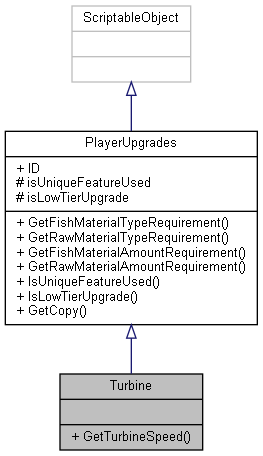 ScriptableObject
PlayerUpgrades
+ ID
# isUniqueFeatureUsed
# isLowTierUpgrade
+ GetFishMaterialTypeRequirement()
+ GetRawMaterialTypeRequirement()
+ GetFishMaterialAmountRequirement()
+ GetRawMaterialAmountRequirement()
+ IsUniqueFeatureUsed()
+ IsLowTierUpgrade()
+ GetCopy()
Turbine
+ GetTurbineSpeed()